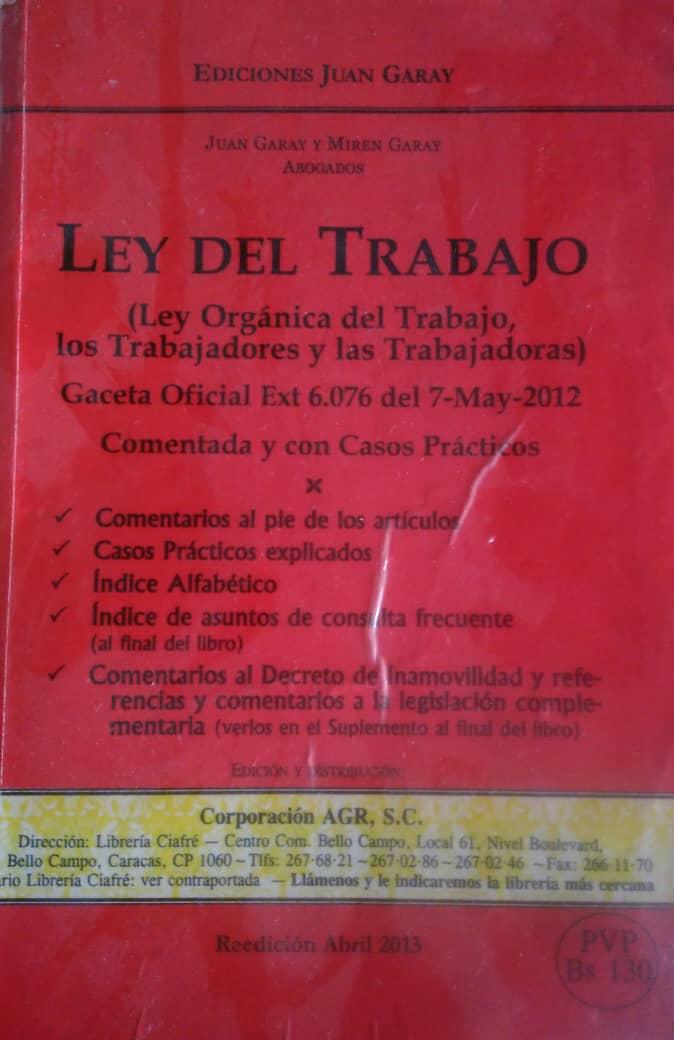 EDICIONES JUAN GARAY
JUAN GARAY Y MIREN GARAY
ABOGADOS
LEY DEL TRABAJO
(Ley Orgánica del Trabajo,
los Trabajadores y las Trabajadoras)
Gaceta Oficial Ext 6.076 del 7-May-2012
Comentada y con Casos Prácticos
✓ Comentarios al pie de los artículos
✓ Casos Prácticos explicados
✓ Índice Alfabético
✓ Índice de asuntos de consulta frecuente
(al final del libro)
✓ Comentarios al Decreto de Inamovilidad y refe-
rencias y comentarios a la legislación comple-
mentaria (verlos en el Suplemento al final del libro)
EDICIÓN Y DISTRIBUCIÓN:
Corporación AGR, S.C.
Dirección: Librería Ciafré — Centro Com. Bello Campo, Local 61, Nivel Boulevard,
Bello Campo, Caracas, CP 1060 ~ Tlfs: 267-68-21 ~ 267-02-86 ~ 267-02-46 ~ Fax: 266-11-70
rio Librería Ciafré: ver contraportada — Llámenos y le indicaremos la librería más cercana
Reedición Abril 2013
PVP
Bs 130